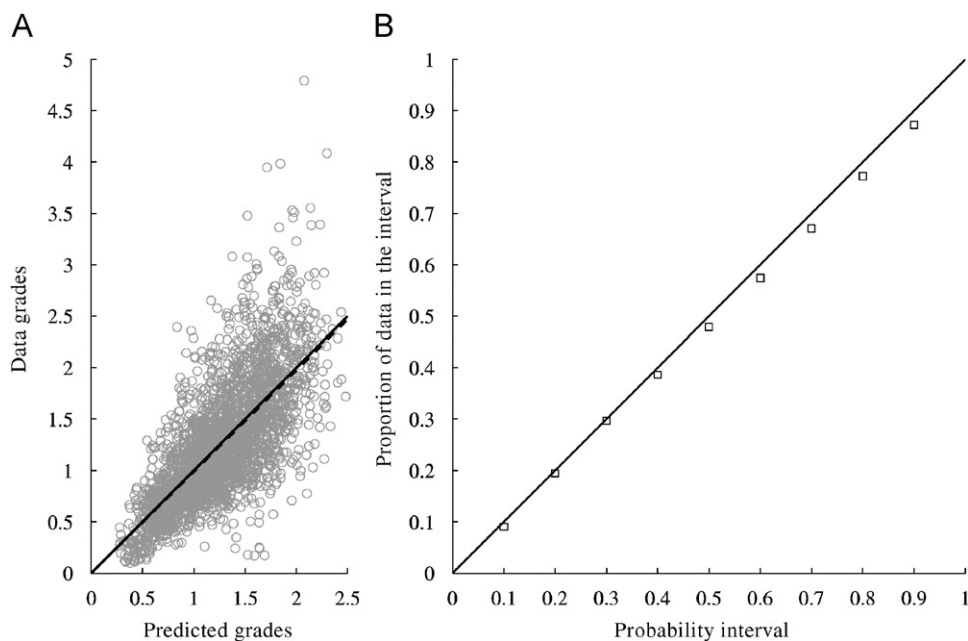 A
B
Data grades
5
4.5
4
3.5
3
2.5
2
1.5
1
0.5
0
0 0.5 1 1.5 2 2.5
Predicted grades
Proportion of data in the interval
1
0.9
0.8
0.7
0.6
0.5
0.4
0.3
0.2
0.1
0
0 0.1 0.2 0.3 0.4 0.5 0.6 0.7 0.8 0.9 1
Probability interval